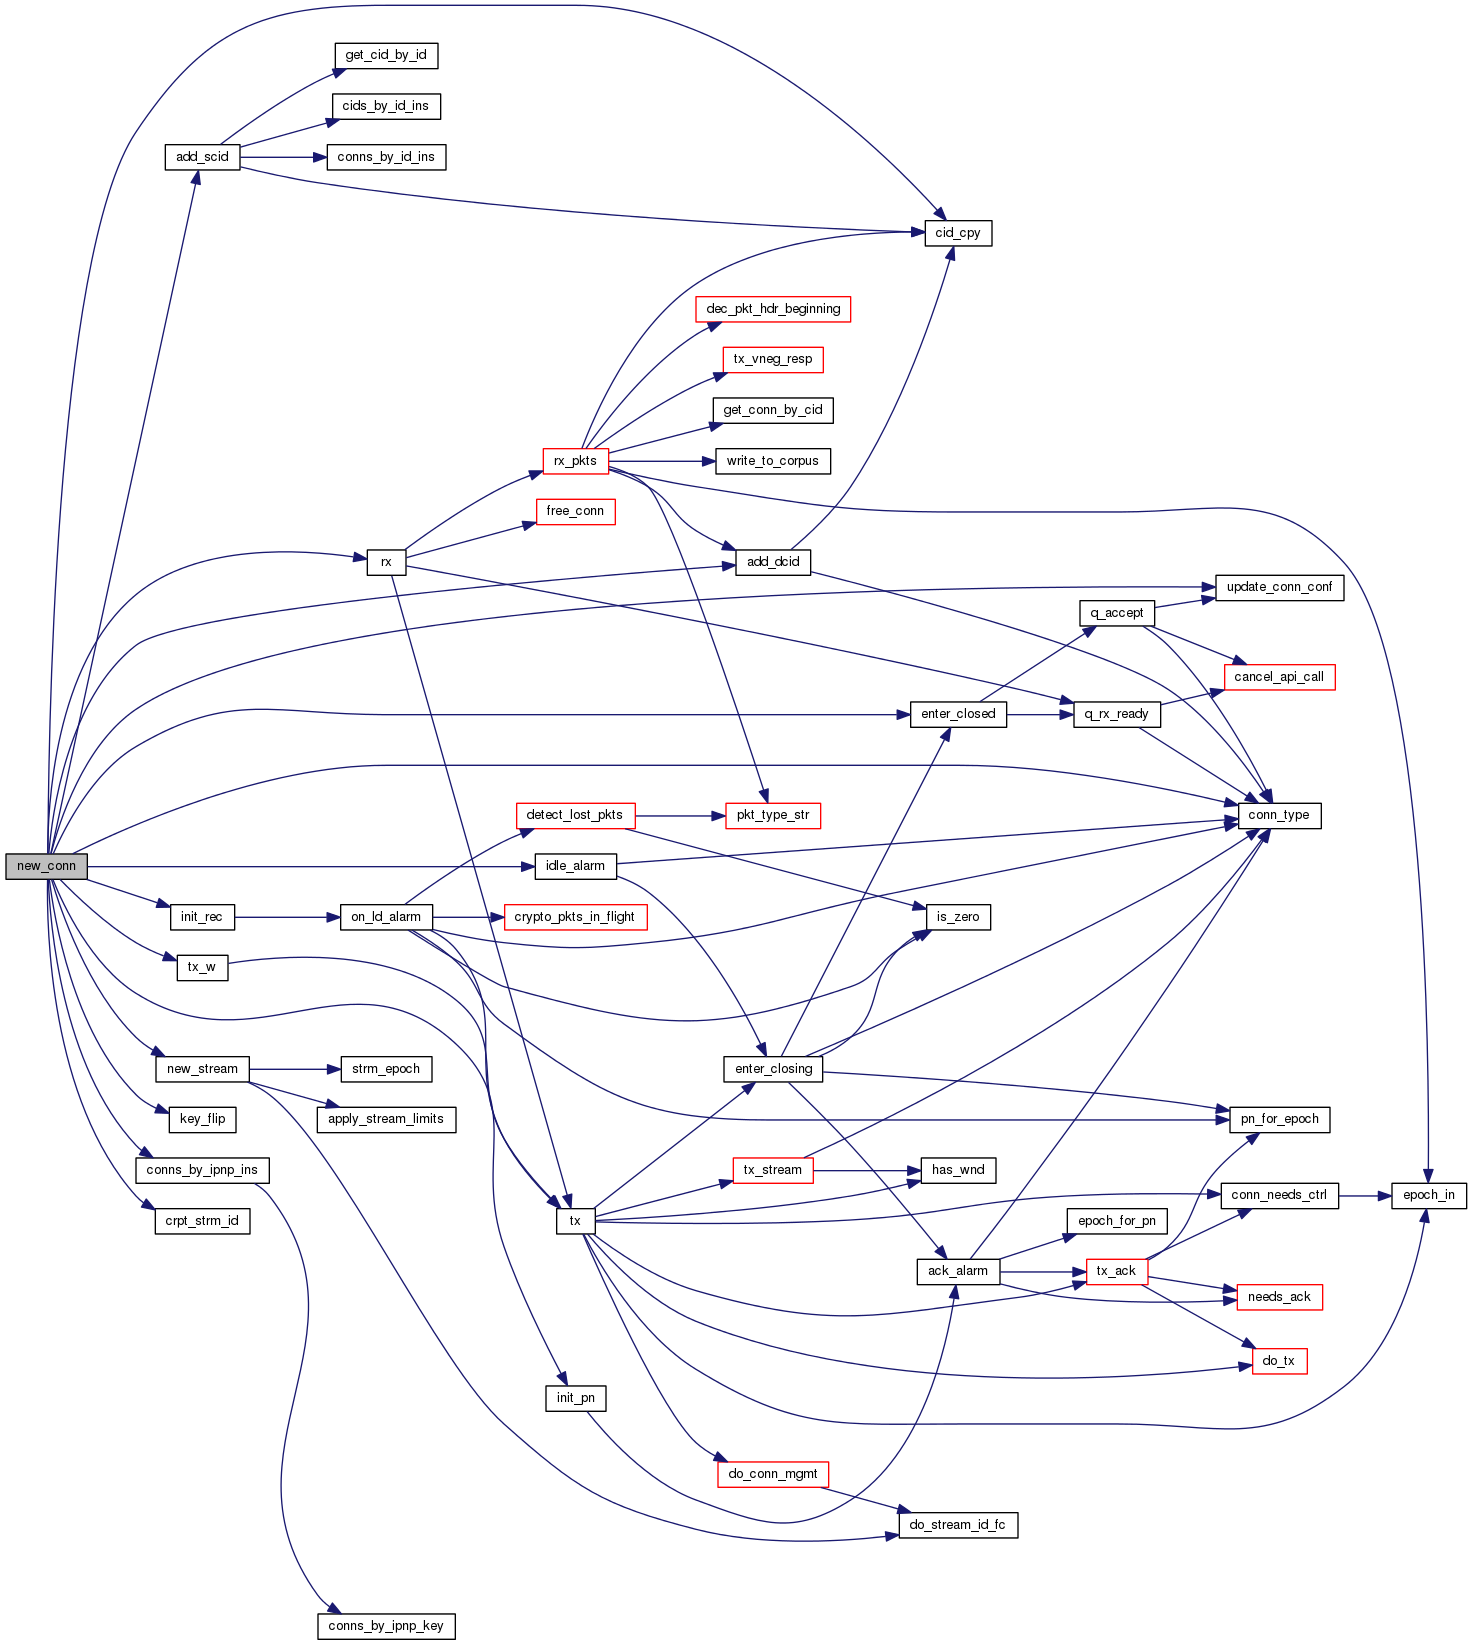 get_cid_by_id
cids_by_id_ins
add_scid
conns_by_id_ins
cid_cpy
dec_pkt_hdr_beginning
tx_vneg_resp
get_conn_by_cid
rx_pkts
write_to_corpus
free_conn
rx
add_dcid
update_conn_conf
q_accept
cancel_api_call
enter_closed
q_rx_ready
detect_lost_pkts
pkt_type_str
conn_type
new_conn
idle_alarm
init_rec
on_ld_alarm
crypto_pkts_in_flight
is_zero
tx_w
new_stream
strm_epoch
enter_closing
key_flip
apply_stream_limits
pn_for_epoch
conns_by_ipnp_ins
tx_stream
has_wnd
conn_needs_ctrl
epoch_in
crpt_strm_id
tx
epoch_for_pn
ack_alarm
tx_ack
needs_ack
do_tx
init_pn
do_conn_mgmt
do_stream_id_fc
conns_by_ipnp_key